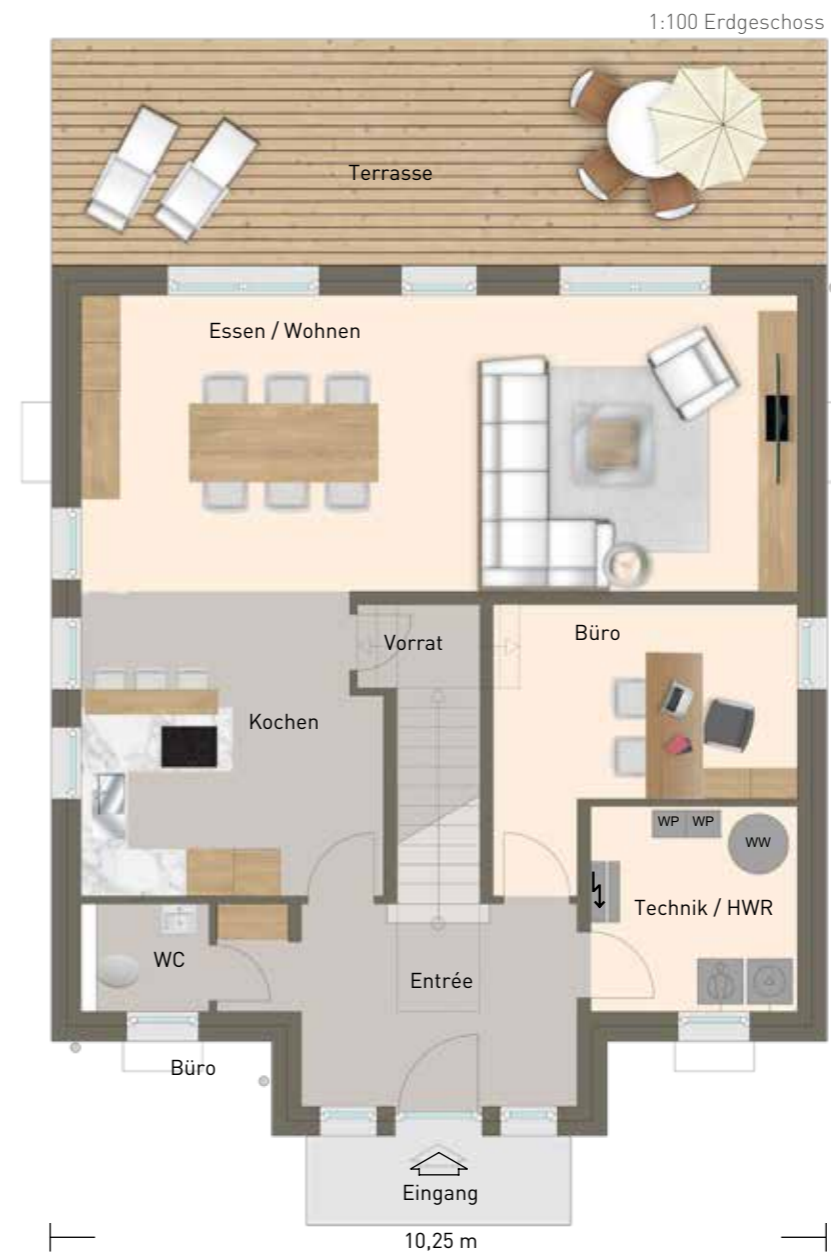 1:100 Erdgeschoss
Terrasse
Essen / Wohnen
Büro
Vorrat
Kochen
WP WP
WW
Technik / HWR
WC
Entrée
Büro
Eingang
10,25 m